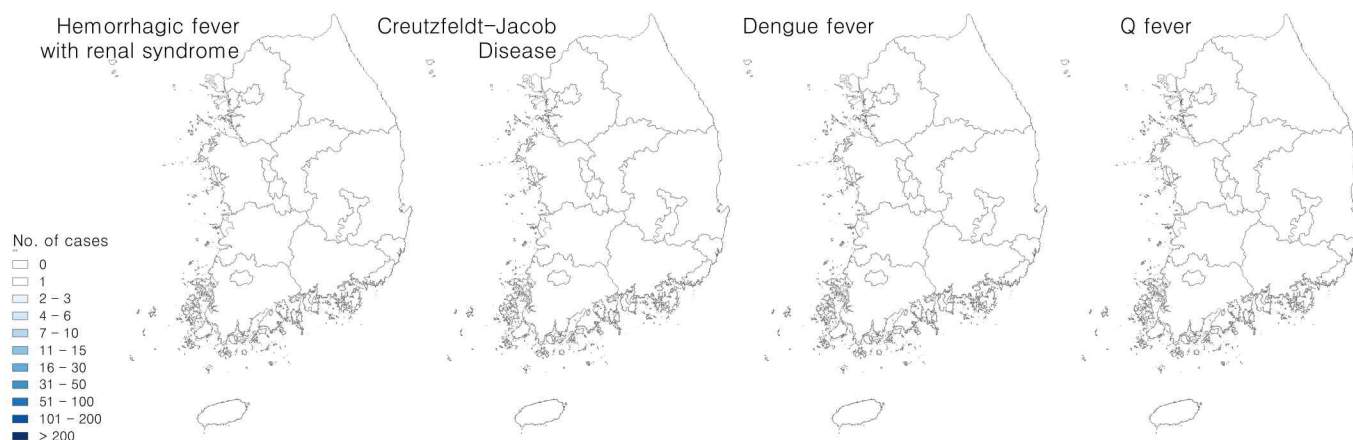 Hemorrhagic fever
with renal syndrome
Creutzfeldt-Jacob
Disease
Dengue fever
Q fever
No. of cases
0
1
2 - 3
4 - 6
7 - 10
11 - 15
16 - 30
31 - 50
51 - 100
101 - 200
> 200